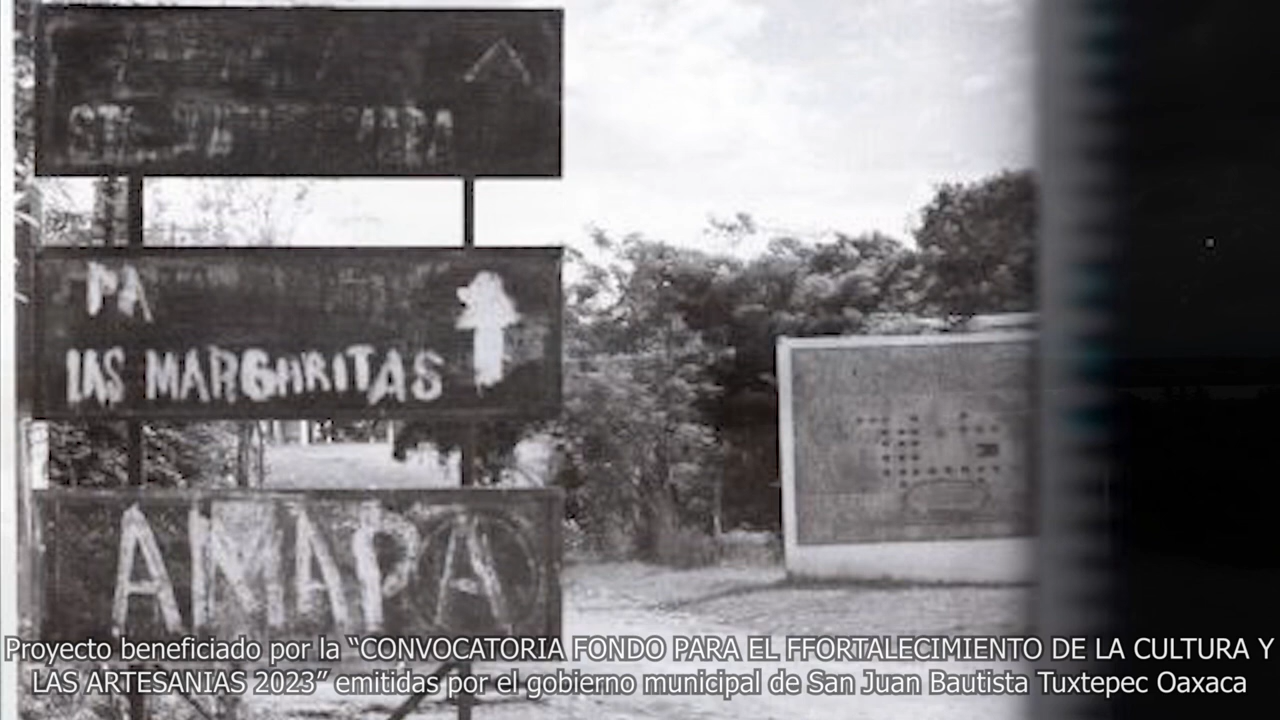 PA
LAS MARGARITAS
AMAPA
Proyecto beneficiado por la “CONVOCATORIA FONDO PARA EL FFORTALECIMIENTO DE LA CULTURA Y
LAS ARTESANIAS 2023” emitidas por el gobierno municipal de San Juan Bautista Tuxtepec Oaxaca